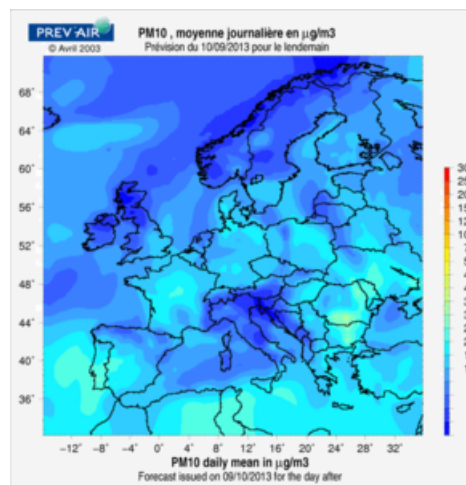 PREV'AIR
© Avril 2003
PM10 , moyenne journalière en µg/m3
Prévision du 10/09/2013 pour le lendemain
68°
64°
60°
56°
52°
48°
44°
40°
36°
−12° −8° −4° 0° 4° 8° 12° 16° 20° 24° 28° 32°
PM10 daily mean in µg/m3
Forecast issued on 09/10/2013 for the day after